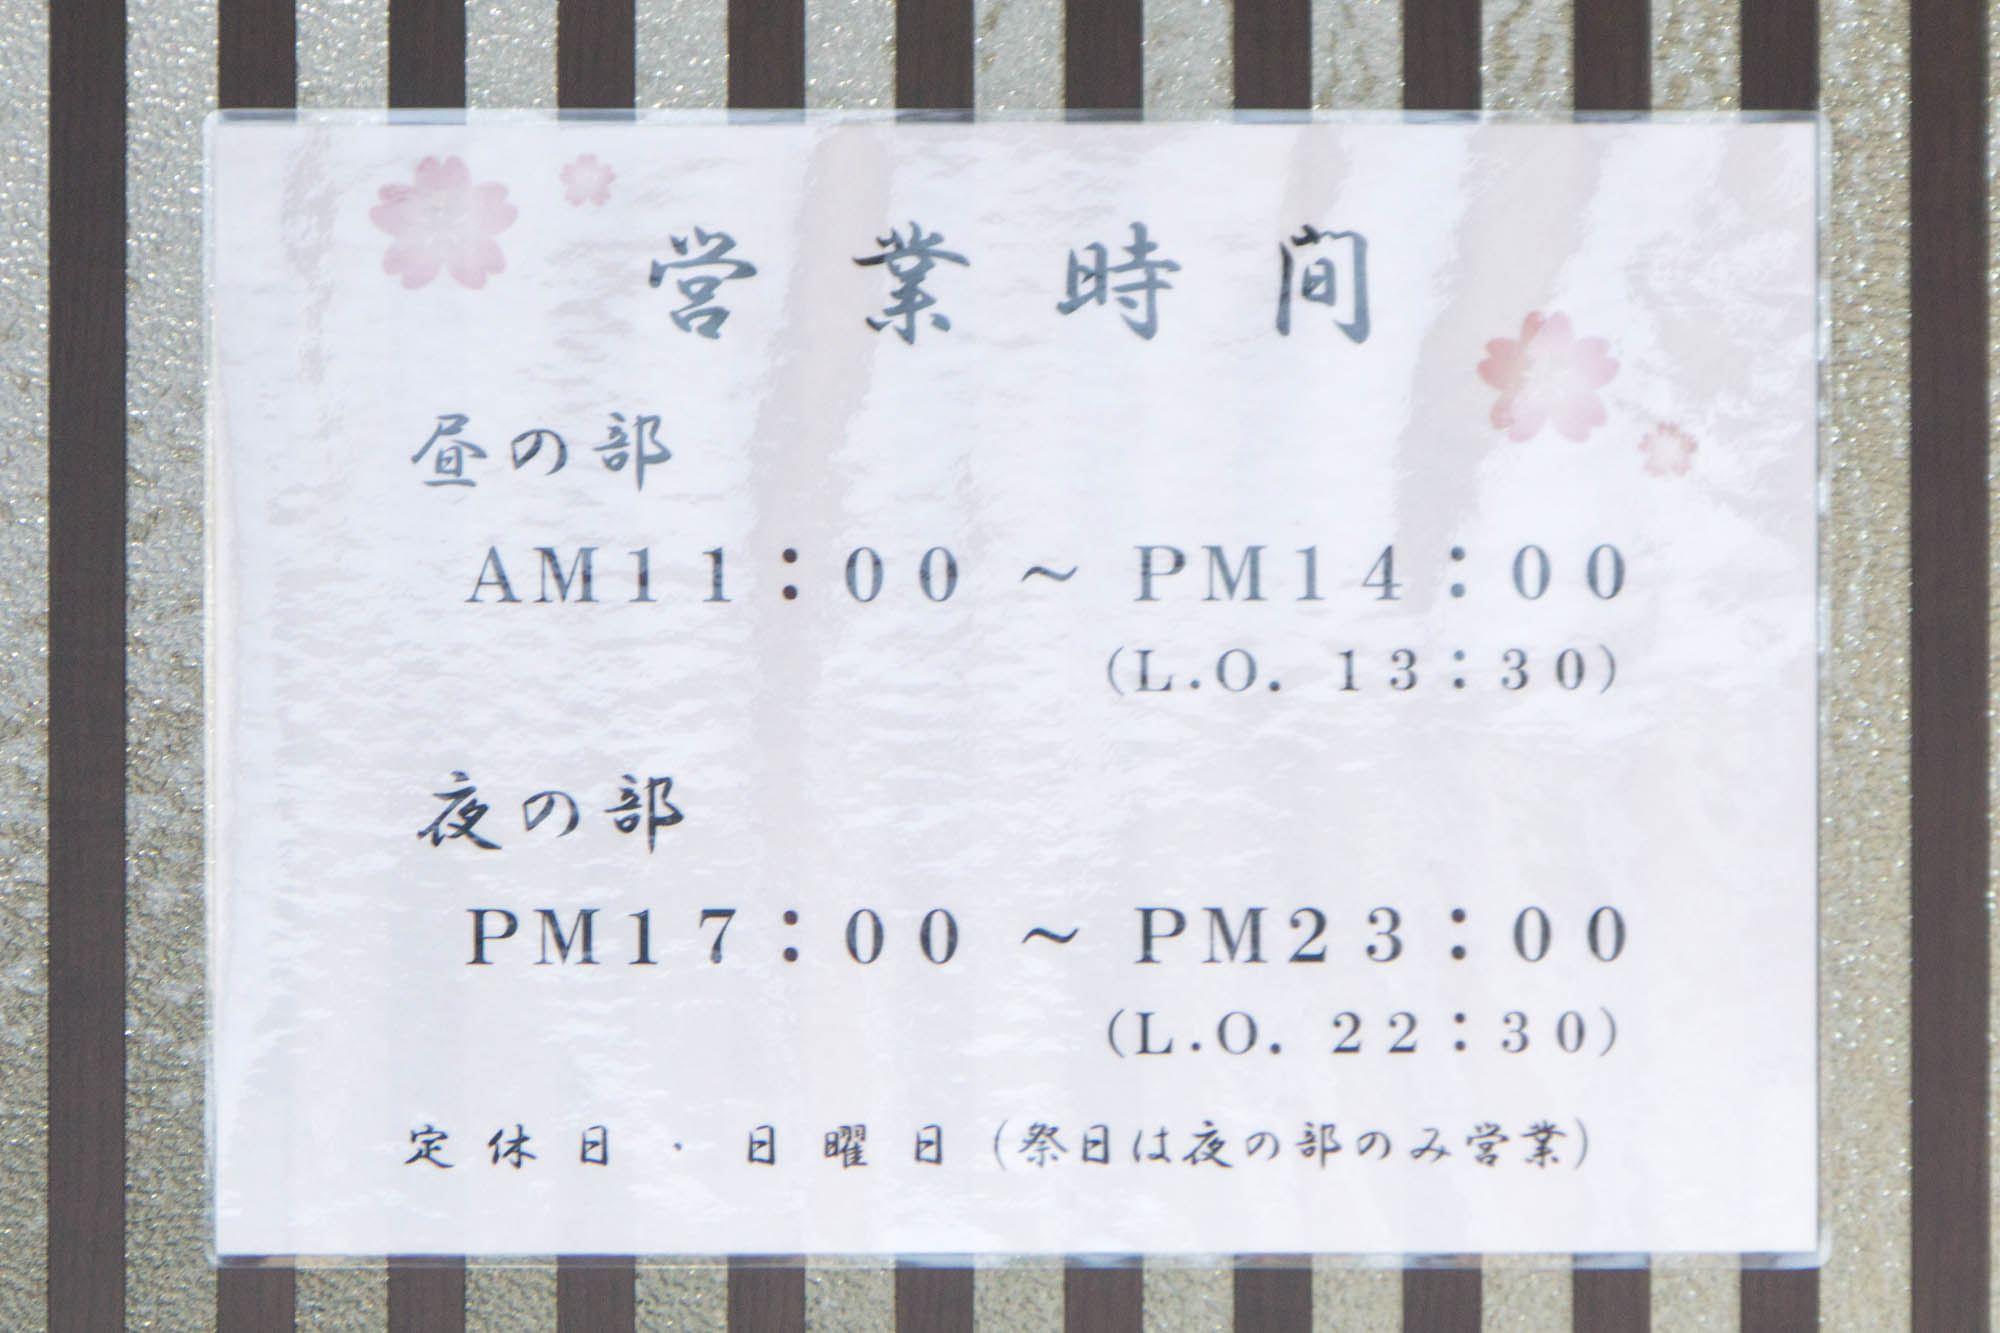 営業時間
昼の部
AM11:00 ～ PM14:00
(L.O. 13:30)
夜の部
PM17:00 ～ PM23:00
(L.O. 22:30)
定休日・日曜日(祭日は夜の部のみ営業)